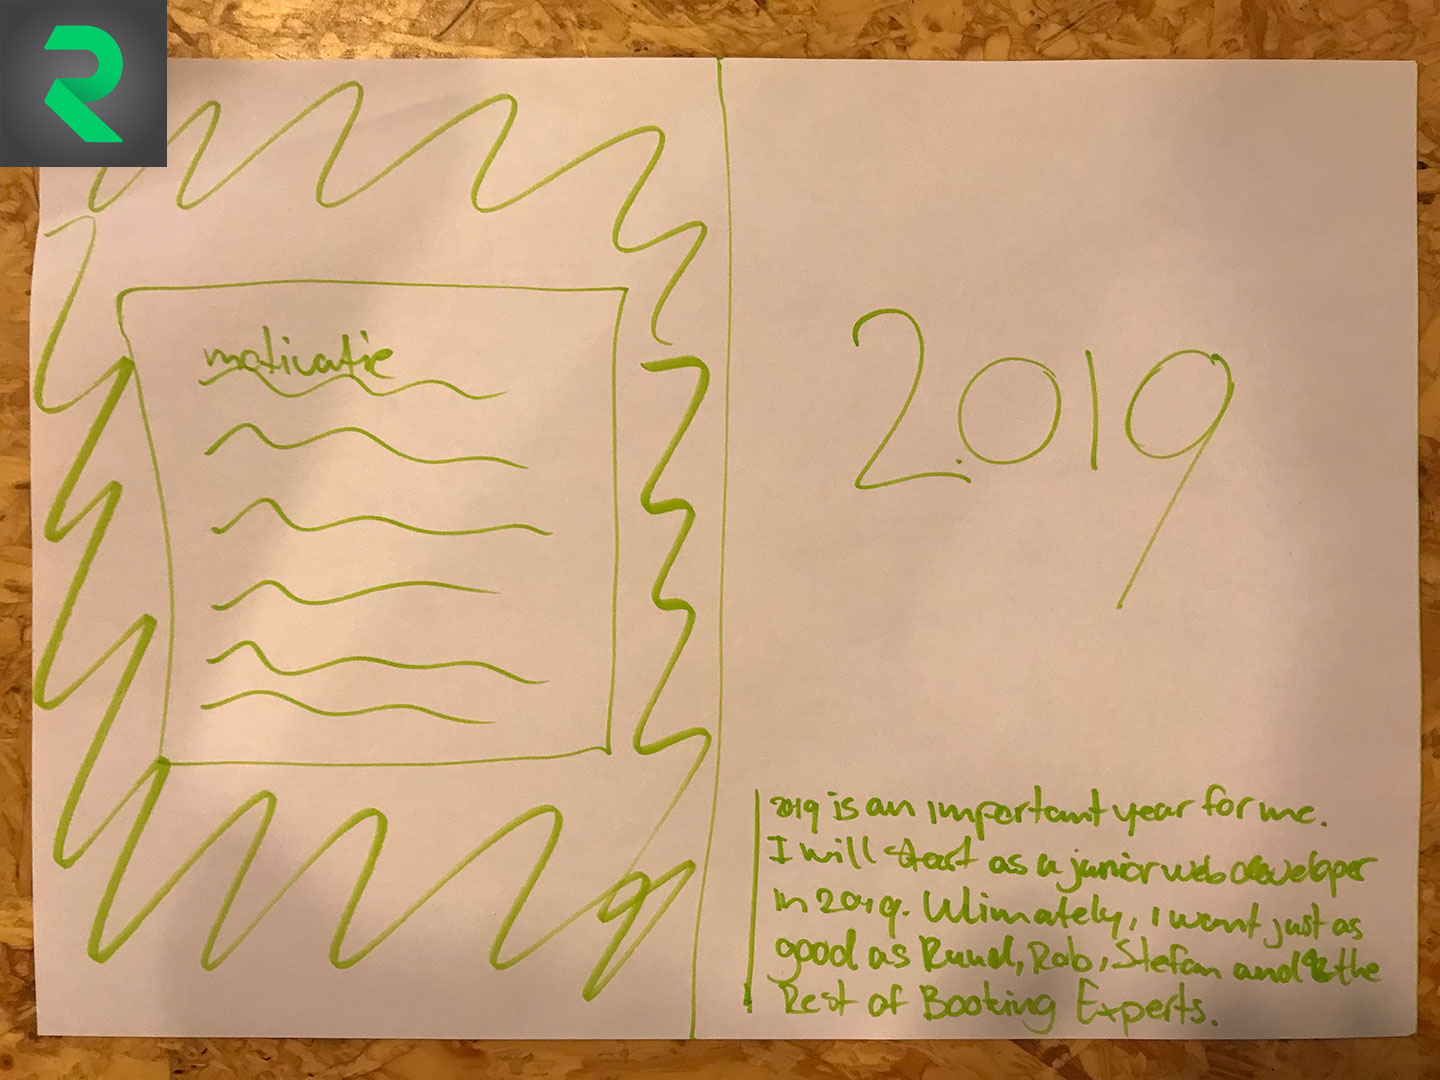 motivatie
2019
2019 is an important year for me.
I will start as a junior web developer
in 2019. Ulimately, I want just as
good as Ruud, Rob, Stefan and the
Rest of Booking Experts.